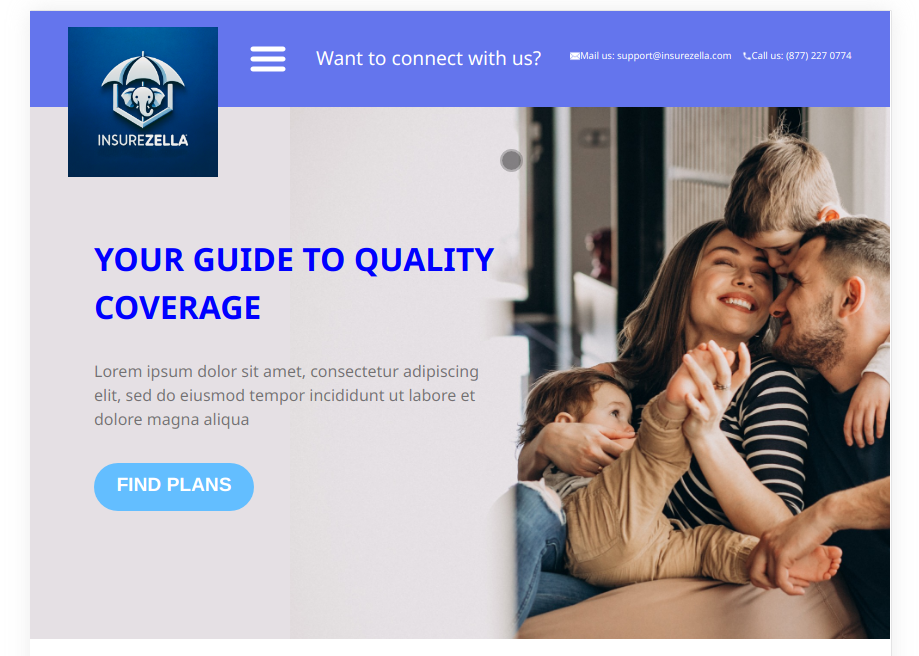 INSUREZELLA
Want to connect with us?
Mail us: support@insurezella.com
Call us: (877) 227 0774
YOUR GUIDE TO QUALITY
COVERAGE
Lorem ipsum dolor sit amet, consectetur adipiscing
elit, sed do eiusmod tempor incididunt ut labore et
dolore magna aliqua
FIND PLANS